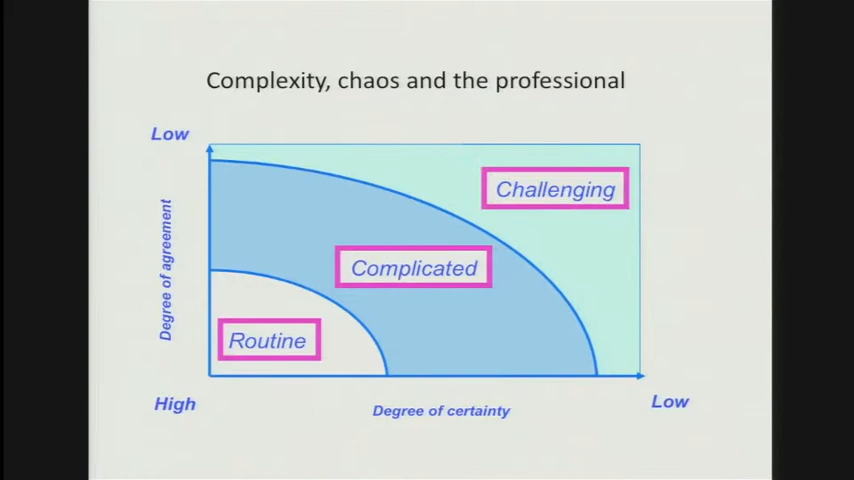 Complexity, chaos and the professional
Low
Challenging
Degree of agreement
Complicated
Routine
High
Degree of certainty
Low